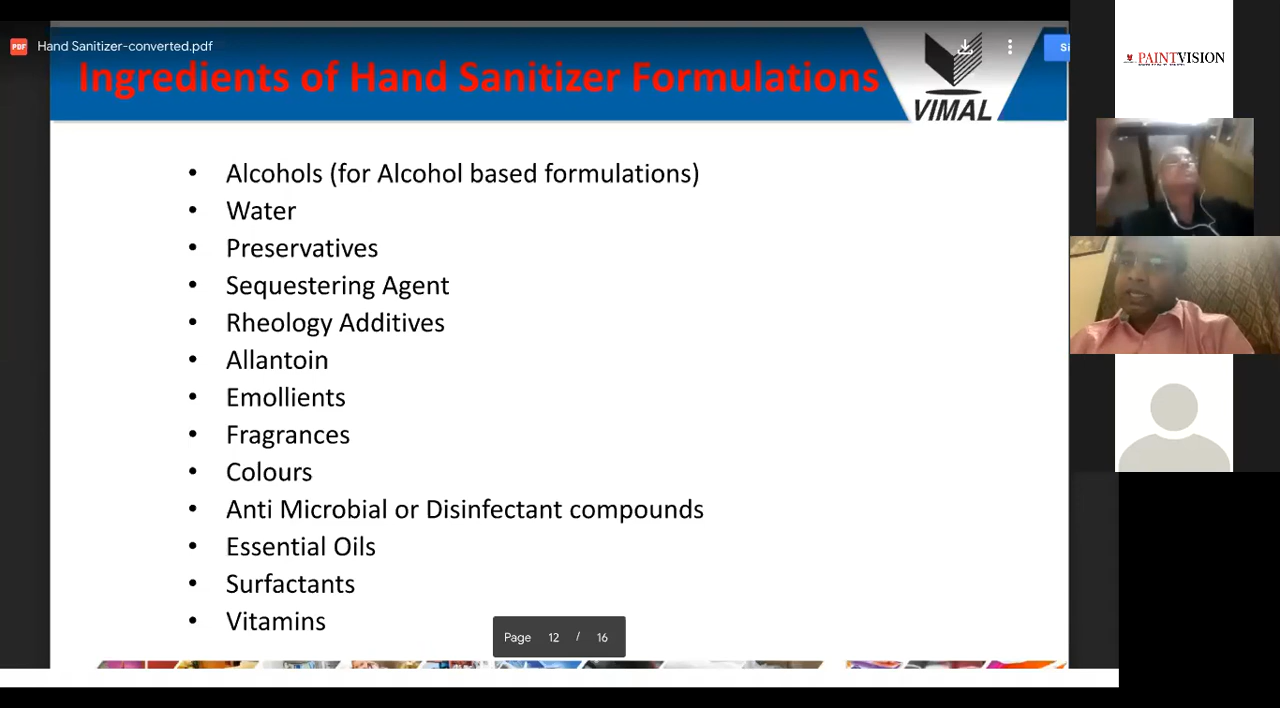 PDF Hand Sanitizer-converted.pdf
Si
Ingredients of Hand Sanitizer Formulations
VIMAL
PAINTVISION
• Alcohols (for Alcohol based formulations)
• Water
• Preservatives
• Sequestering Agent
• Rheology Additives
• Allantoin
• Emollients
• Fragrances
• Colours
• Anti Microbial or Disinfectant compounds
• Essential Oils
• Surfactants
• Vitamins
Page 12 / 16